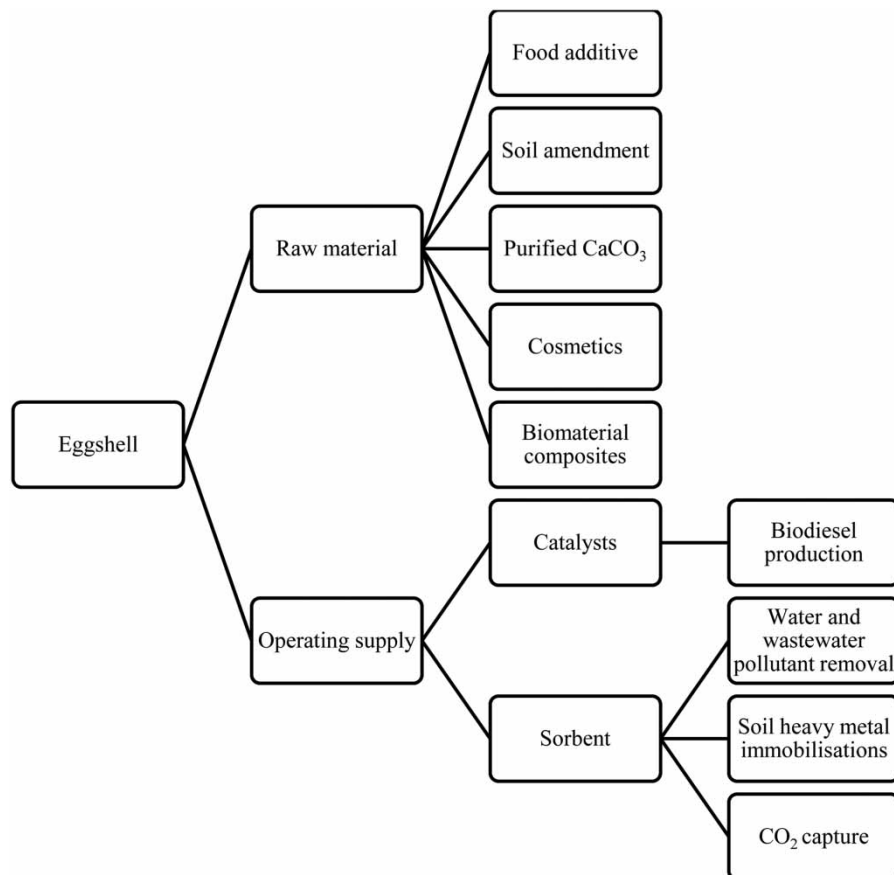 Food additive
Soil amendment
Raw material
Purified CaCO₃
Cosmetics
Eggshell
Biomaterial
composites
Catalysts
Biodiesel
production
Operating supply
Water and
wastewater
pollutant removal
Sorbent
Soil heavy metal
immobilisations
CO₂ capture